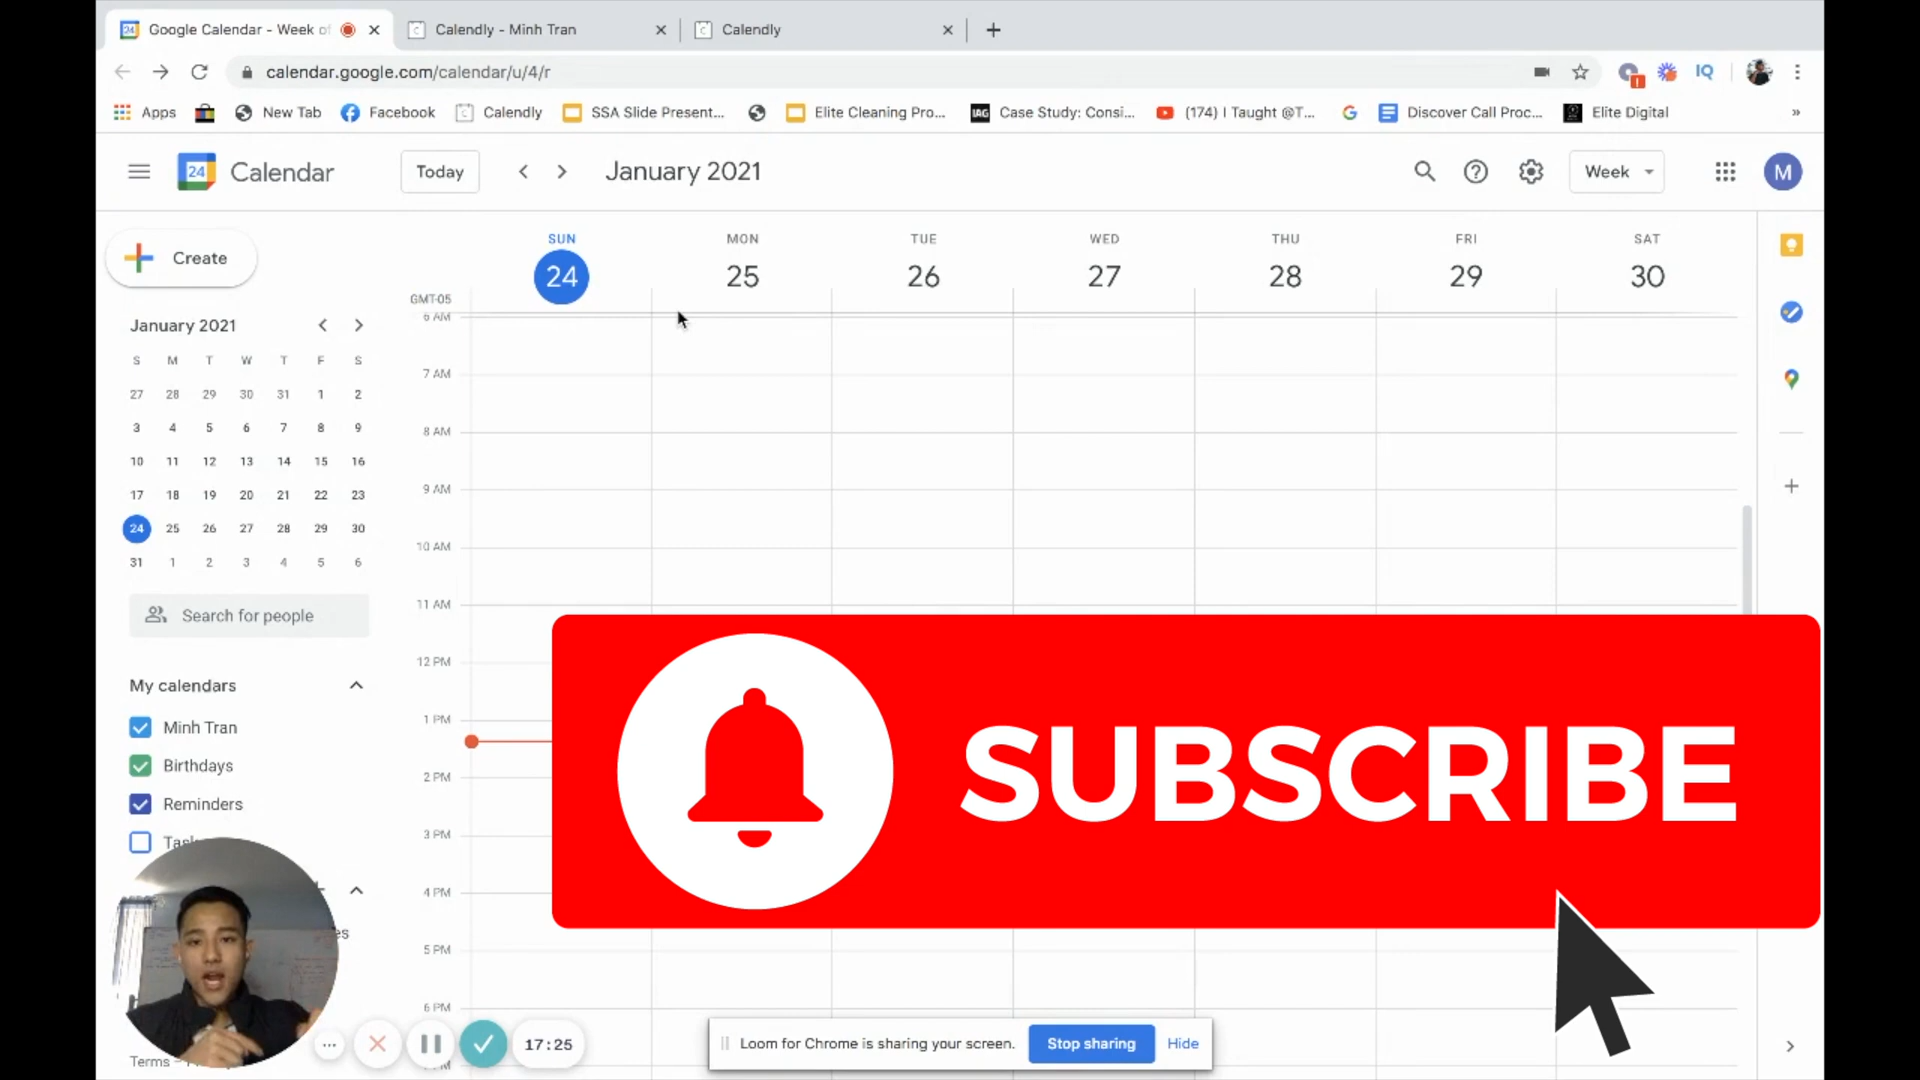 Google Calendar - Week of
Calendly - Minh Tran
Calendly
calendar.google.com/calendar/u/4/r
IQ
Apps
New Tab
Facebook
Calendly
SSA Slide Present...
Elite Cleaning Pro...
IAG Case Study: Consi...
(174) I Taught @T...
Discover Call Proc...
Elite Digital
24 Calendar
Today
January 2021
Week
M
Create
SUN MON TUE WED THU FRI SAT
24 25 26 27 28 29 30
GMT-05
January 2021
S M T W T F S
27 28 29 30 31 1 2
3 4 5 6 7 8 9
10 11 12 13 14 15 16
17 18 19 20 21 22 23
24 25 26 27 28 29 30
31 1 2 3 4 5 6
Search for people
My calendars
Minh Tran
Birthdays
Reminders
6 AM
7 AM
8 AM
9 AM
10 AM
11 AM
12 PM
1 PM
2 PM
3 PM
4 PM
5 PM
6 PM
SUBSCRIBE
Terms
17:25
Loom for Chrome is sharing your screen.
Stop sharing
Hide